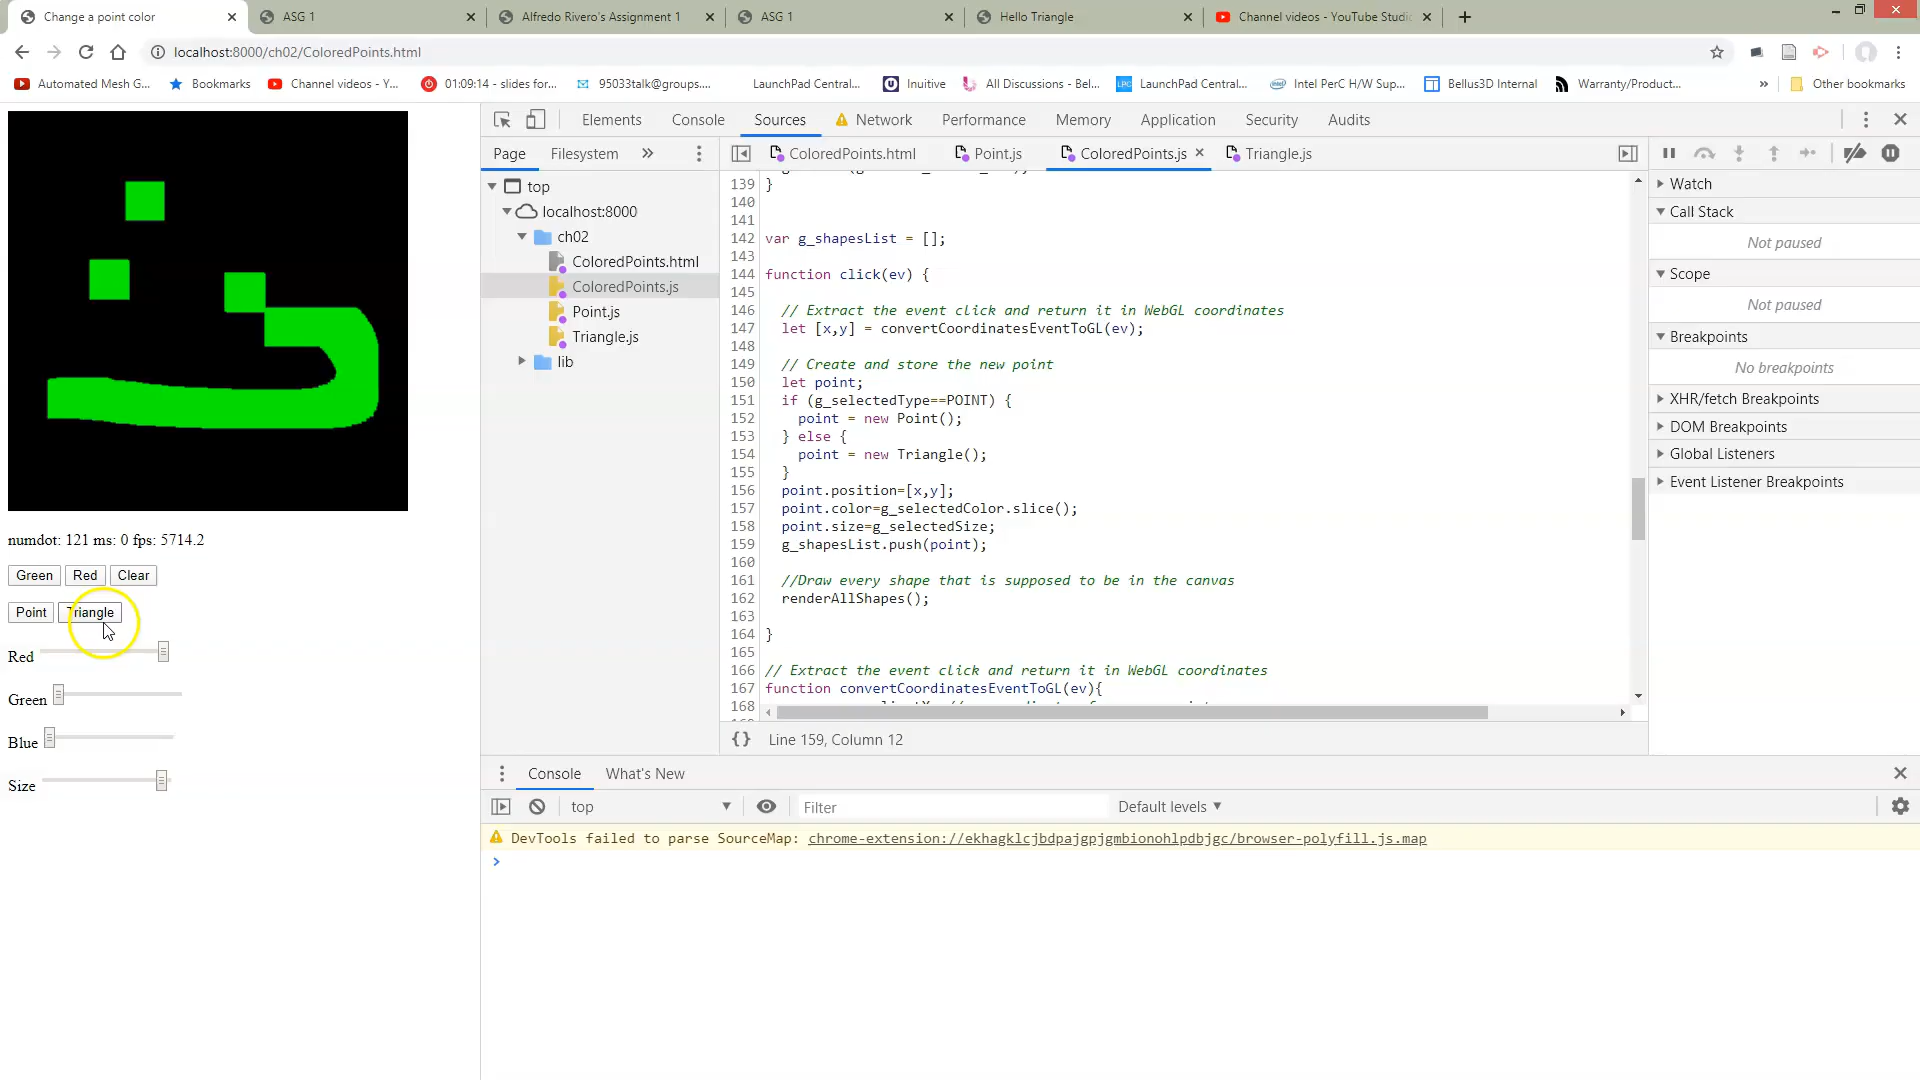 Change a point color
ASG 1
Alfredo Rivero's Assignment 1
ASG 1
Hello Triangle
Channel videos - YouTube Studi
localhost:8000/ch02/ColoredPoints.html
Automated Mesh G...
Bookmarks
Channel videos - Y...
01:09:14 - slides for...
95033talk@groups....
LaunchPad Central...
Inuitive
All Discussions - Bel...
LaunchPad Central...
Intel PerC H/W Sup...
Bellus3D Internal
Warranty/Product...
»
Other bookmarks
Elements
Console
Sources
Network
Performance
Memory
Application
Security
Audits
Page
Filesystem
»
ColoredPoints.html
Point.js
ColoredPoints.js
Triangle.js
top
localhost:8000
ch02
ColoredPoints.html
ColoredPoints.js
Point.js
Triangle.js
lib
139 }
140
141
142 var g_shapesList = [];
143
144 function click(ev) {
145
146 // Extract the event click and return it in WebGL coordinates
147 let [x,y] = convertCoordinatesEventToGL(ev);
148
149 // Create and store the new point
150 let point;
151 if (g_selectedType==POINT) {
152 point = new Point();
153 } else {
154 point = new Triangle();
155 }
156 point.position=[x,y];
157 point.color=g_selectedColor.slice();
158 point.size=g_selectedSize;
159 g_shapesList.push(point);
160
161 //Draw every shape that is supposed to be in the canvas
162 renderAllShapes();
163
164 }
165
166 // Extract the event click and return it in WebGL coordinates
167 function convertCoordinatesEventToGL(ev){
168
{} Line 159, Column 12
Watch
Call Stack
Not paused
Scope
Not paused
Breakpoints
No breakpoints
XHR/fetch Breakpoints
DOM Breakpoints
Global Listeners
Event Listener Breakpoints
numdot: 121 ms: 0 fps: 5714.2
Green Red Clear
Point Triangle
Red
Green
Blue
Size
Console
What's New
top
Filter
Default levels
DevTools failed to parse SourceMap: chrome-extension://ekhagklcjbdpajgpjgmbionohlpdbjgc/browser-polyfill.js.map
>